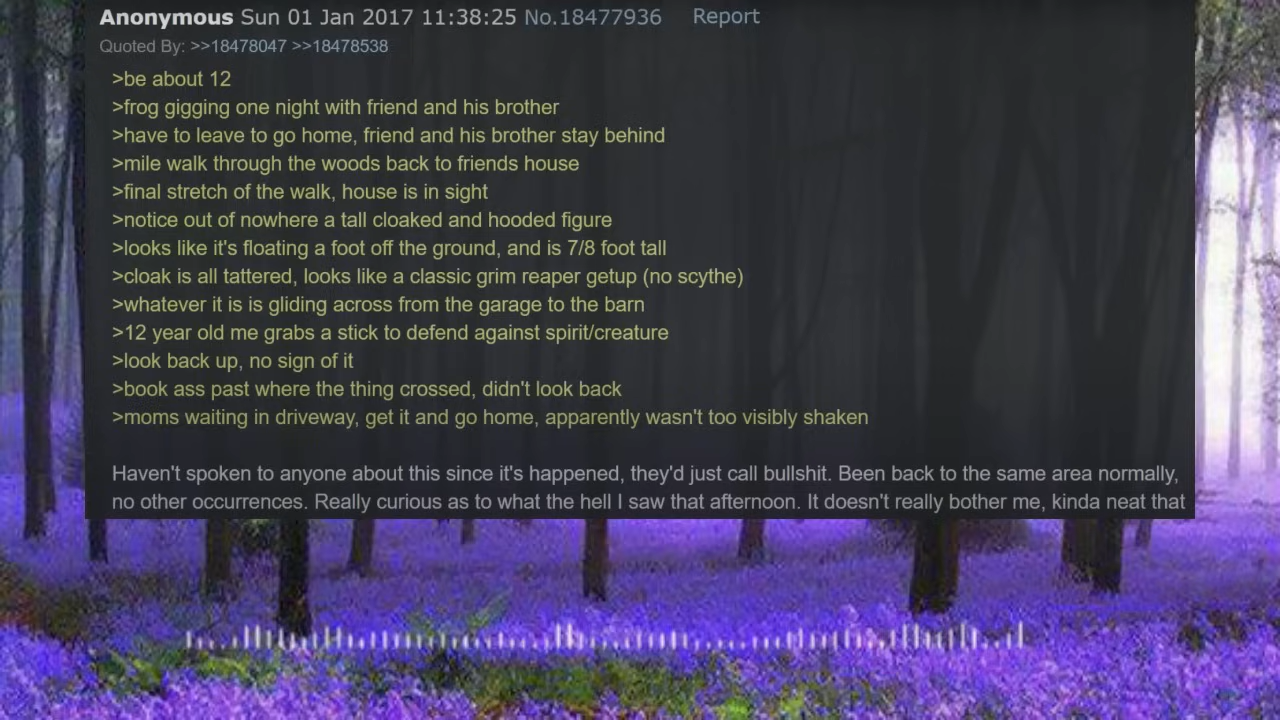 Anonymous Sun 01 Jan 2017 11:38:25 No.18477936 Report
Quoted By: >>18478047 >>18478538
>be about 12
>frog gigging one night with friend and his brother
>have to leave to go home, friend and his brother stay behind
>mile walk through the woods back to friends house
>final stretch of the walk, house is in sight
>notice out of nowhere a tall cloaked and hooded figure
>looks like it's floating a foot off the ground, and is 7/8 foot tall
>cloak is all tattered, looks like a classic grim reaper getup (no scythe)
>whatever it is is gliding across from the garage to the barn
>12 year old me grabs a stick to defend against spirit/creature
>look back up, no sign of it
>book ass past where the thing crossed, didn't look back
>moms waiting in driveway, get it and go home, apparently wasn't too visibly shaken
Haven't spoken to anyone about this since it's happened, they'd just call bullshit. Been back to the same area normally,
no other occurrences. Really curious as to what the hell I saw that afternoon. It doesn't really bother me, kinda neat that